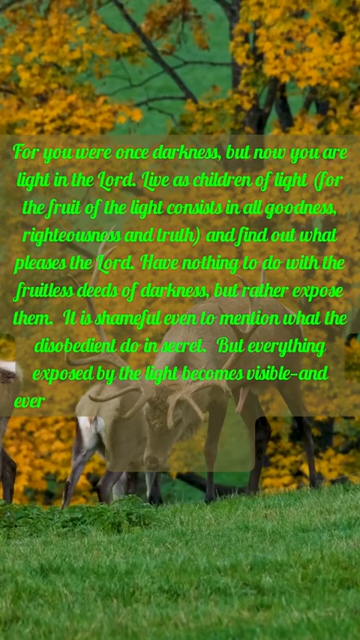 For you were once darkness, but now you are
light in the Lord. Live as children of light (for
the fruit of the light consists in all goodness,
righteousness and truth) and find out what
pleases the Lord. Have nothing to do with the
fruitless deeds of darkness, but rather expose
them.  It is shameful even to mention what the
disobedient do in secret.  But everything
exposed by the light becomes visible—and
ever